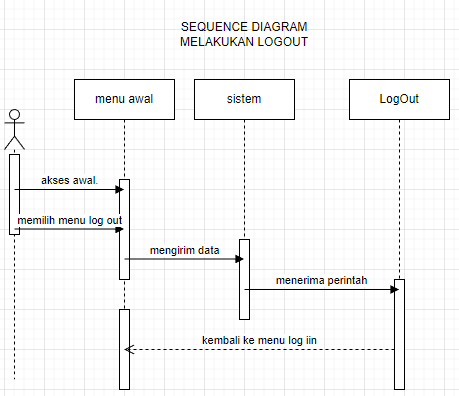 SEQUENCE DIAGRAM
MELAKUKAN LOGOUT
menu awal
sistem
LogOut
akses awal.
memilih menu log out
mengirim data
menerima perintah
kembali ke menu log iin